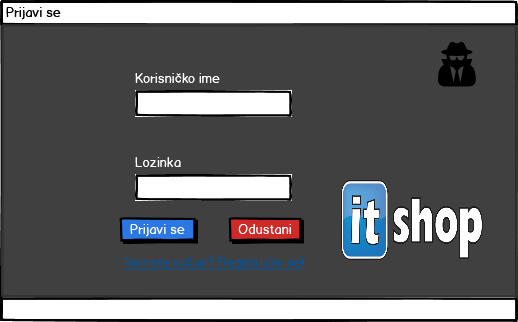 Prijavi se
Korisničko ime
Lozinka
Prijavi se
Odustani
it shop